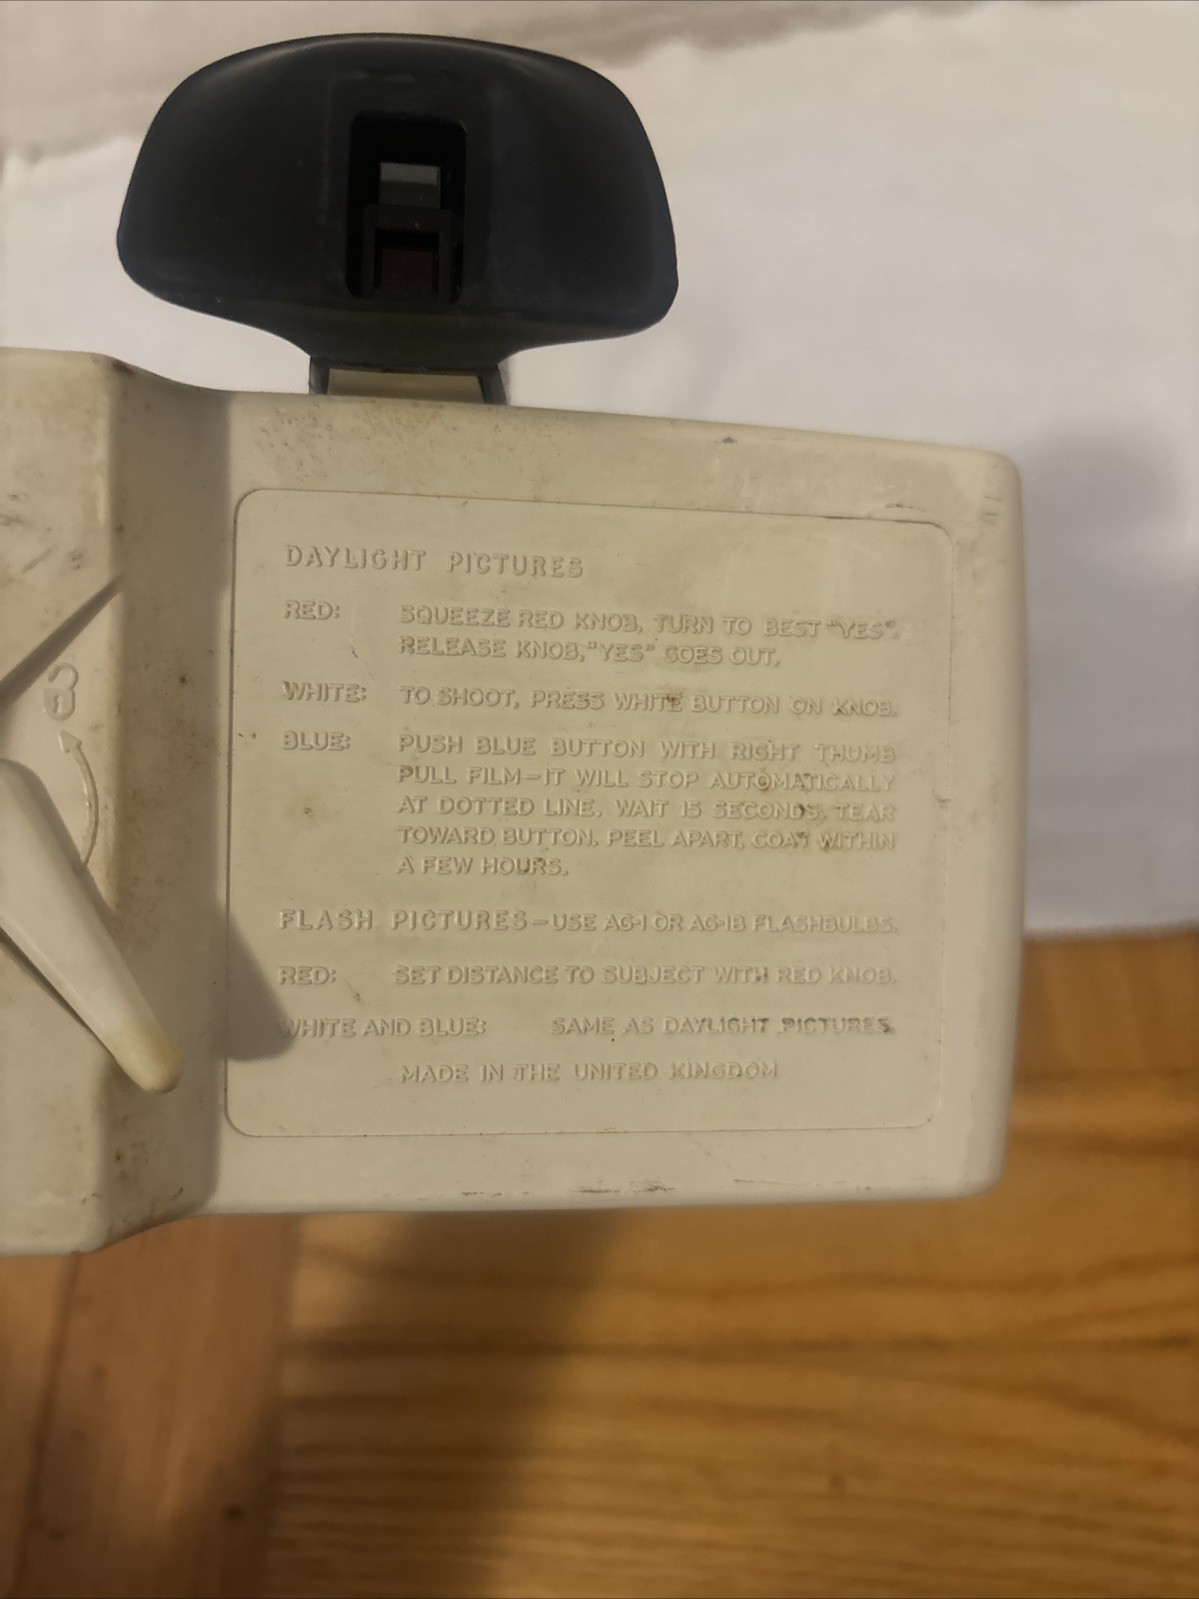 DAYLIGHT PICTURES
RED: SQUEEZE RED KNOB, TURN TO BEST "YES".
RELEASE KNOB, "YES" GOES OUT.
WHITE: TO SHOOT, PRESS WHITE BUTTON ON KNOB.
BLUE: PUSH BLUE BUTTON WITH RIGHT THUMB
PULL FILM-IT WILL STOP AUTOMATICALLY
AT DOTTED LINE. WAIT 15 SECONDS. TEAR
TOWARD BUTTON. PEEL APART, COAT WITHIN
A FEW HOURS.
FLASH PICTURES-USE AG-1 OR AG-1B FLASHBULBS.
RED: SET DISTANCE TO SUBJECT WITH RED KNOB.
WHITE AND BLUE: SAME AS DAYLIGHT PICTURES.
MADE IN THE UNITED KINGDOM